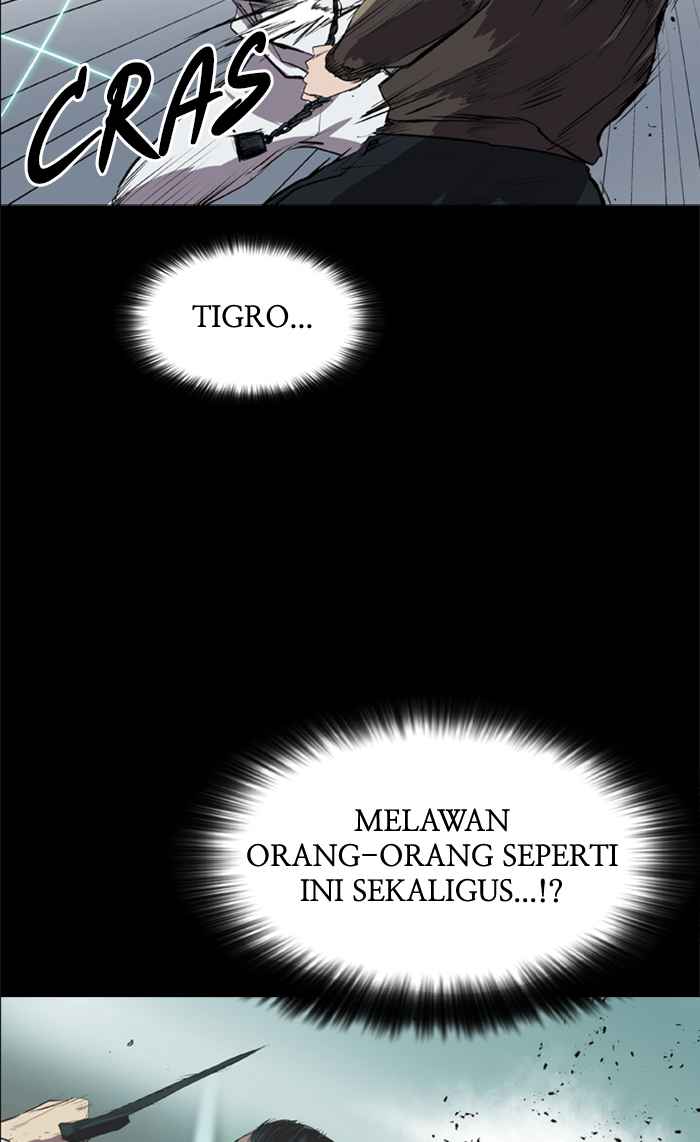 CRAS
TIGRO...
MELAWAN
ORANG-ORANG SEPERTI
INI SEKALIGUS...!?